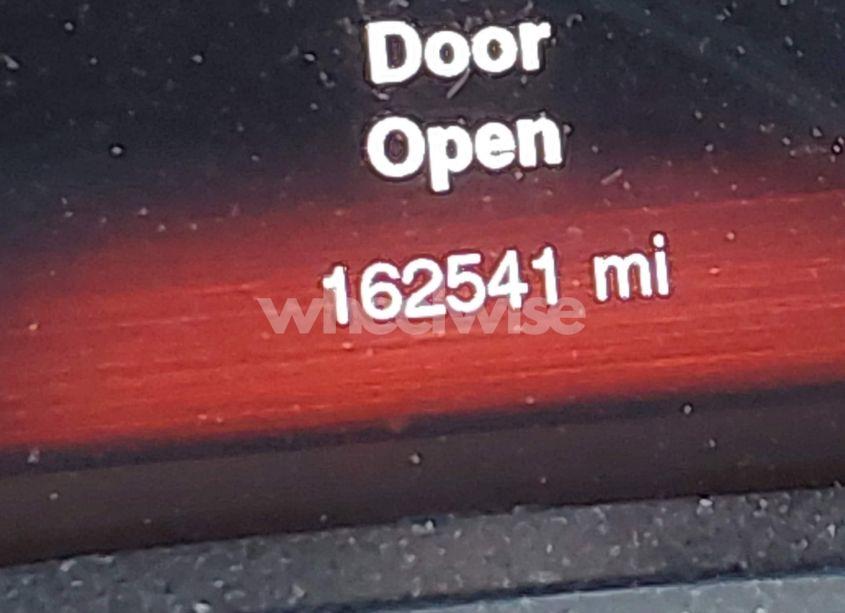 Door
Open
162541 mi
wheelwise